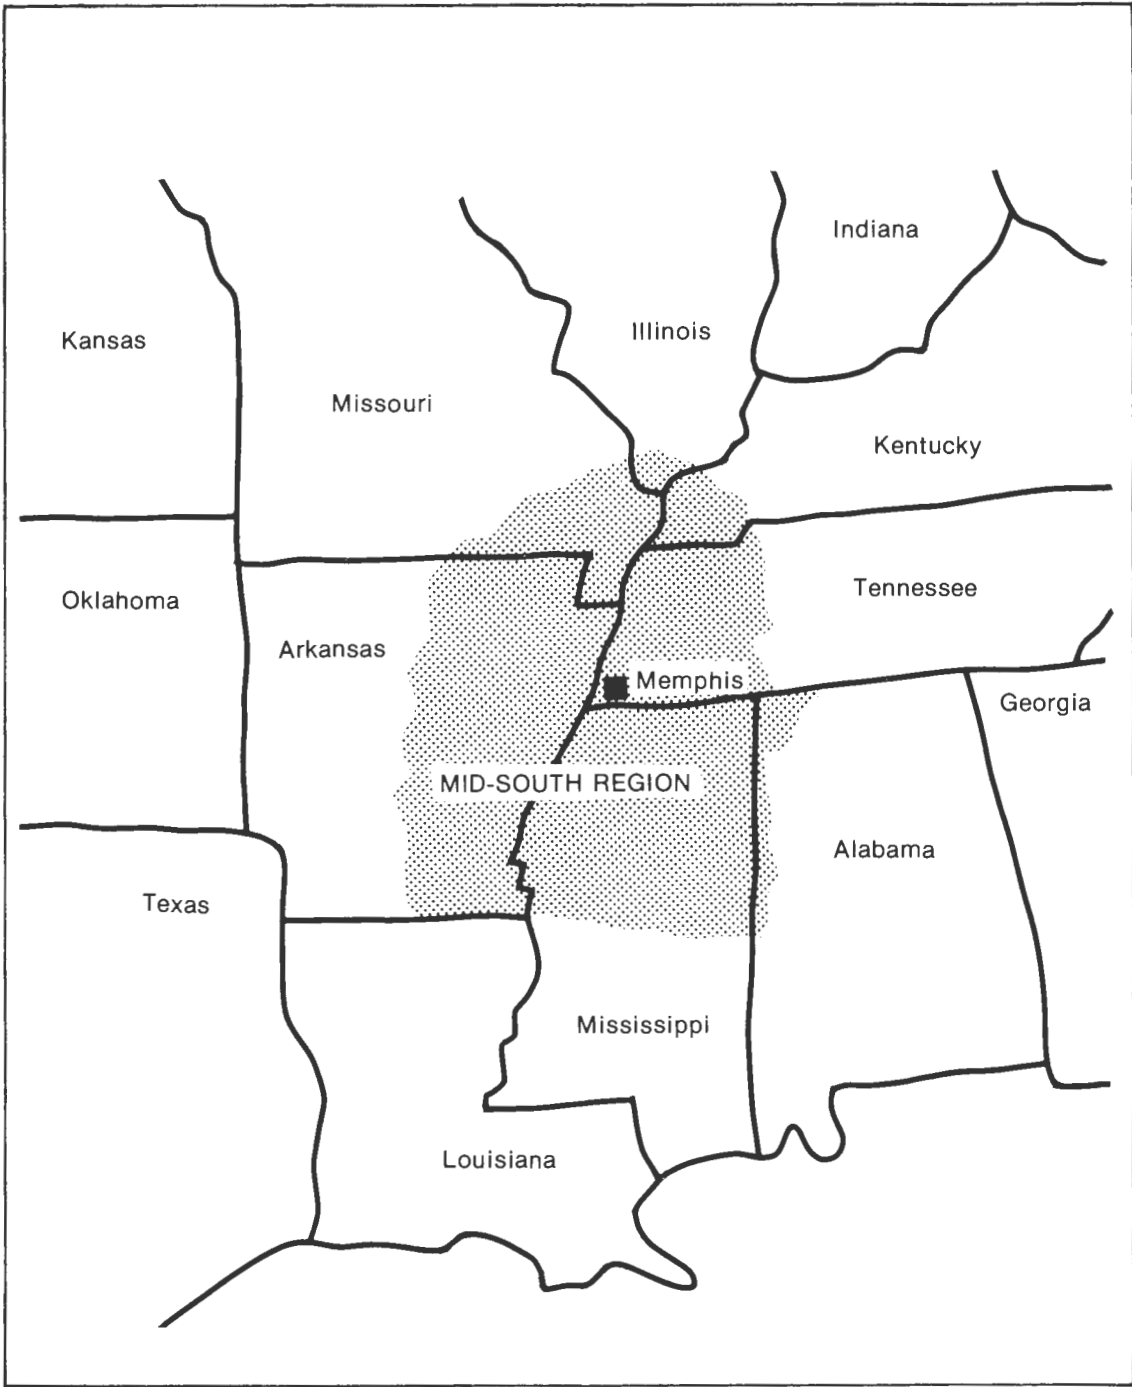 Indiana
Illinois
Kansas
Missouri
Kentucky
Tennessee
Oklahoma
Arkansas
Memphis
Georgia
MID-SOUTH REGION
Alabama
Texas
Mississippi
Louisiana